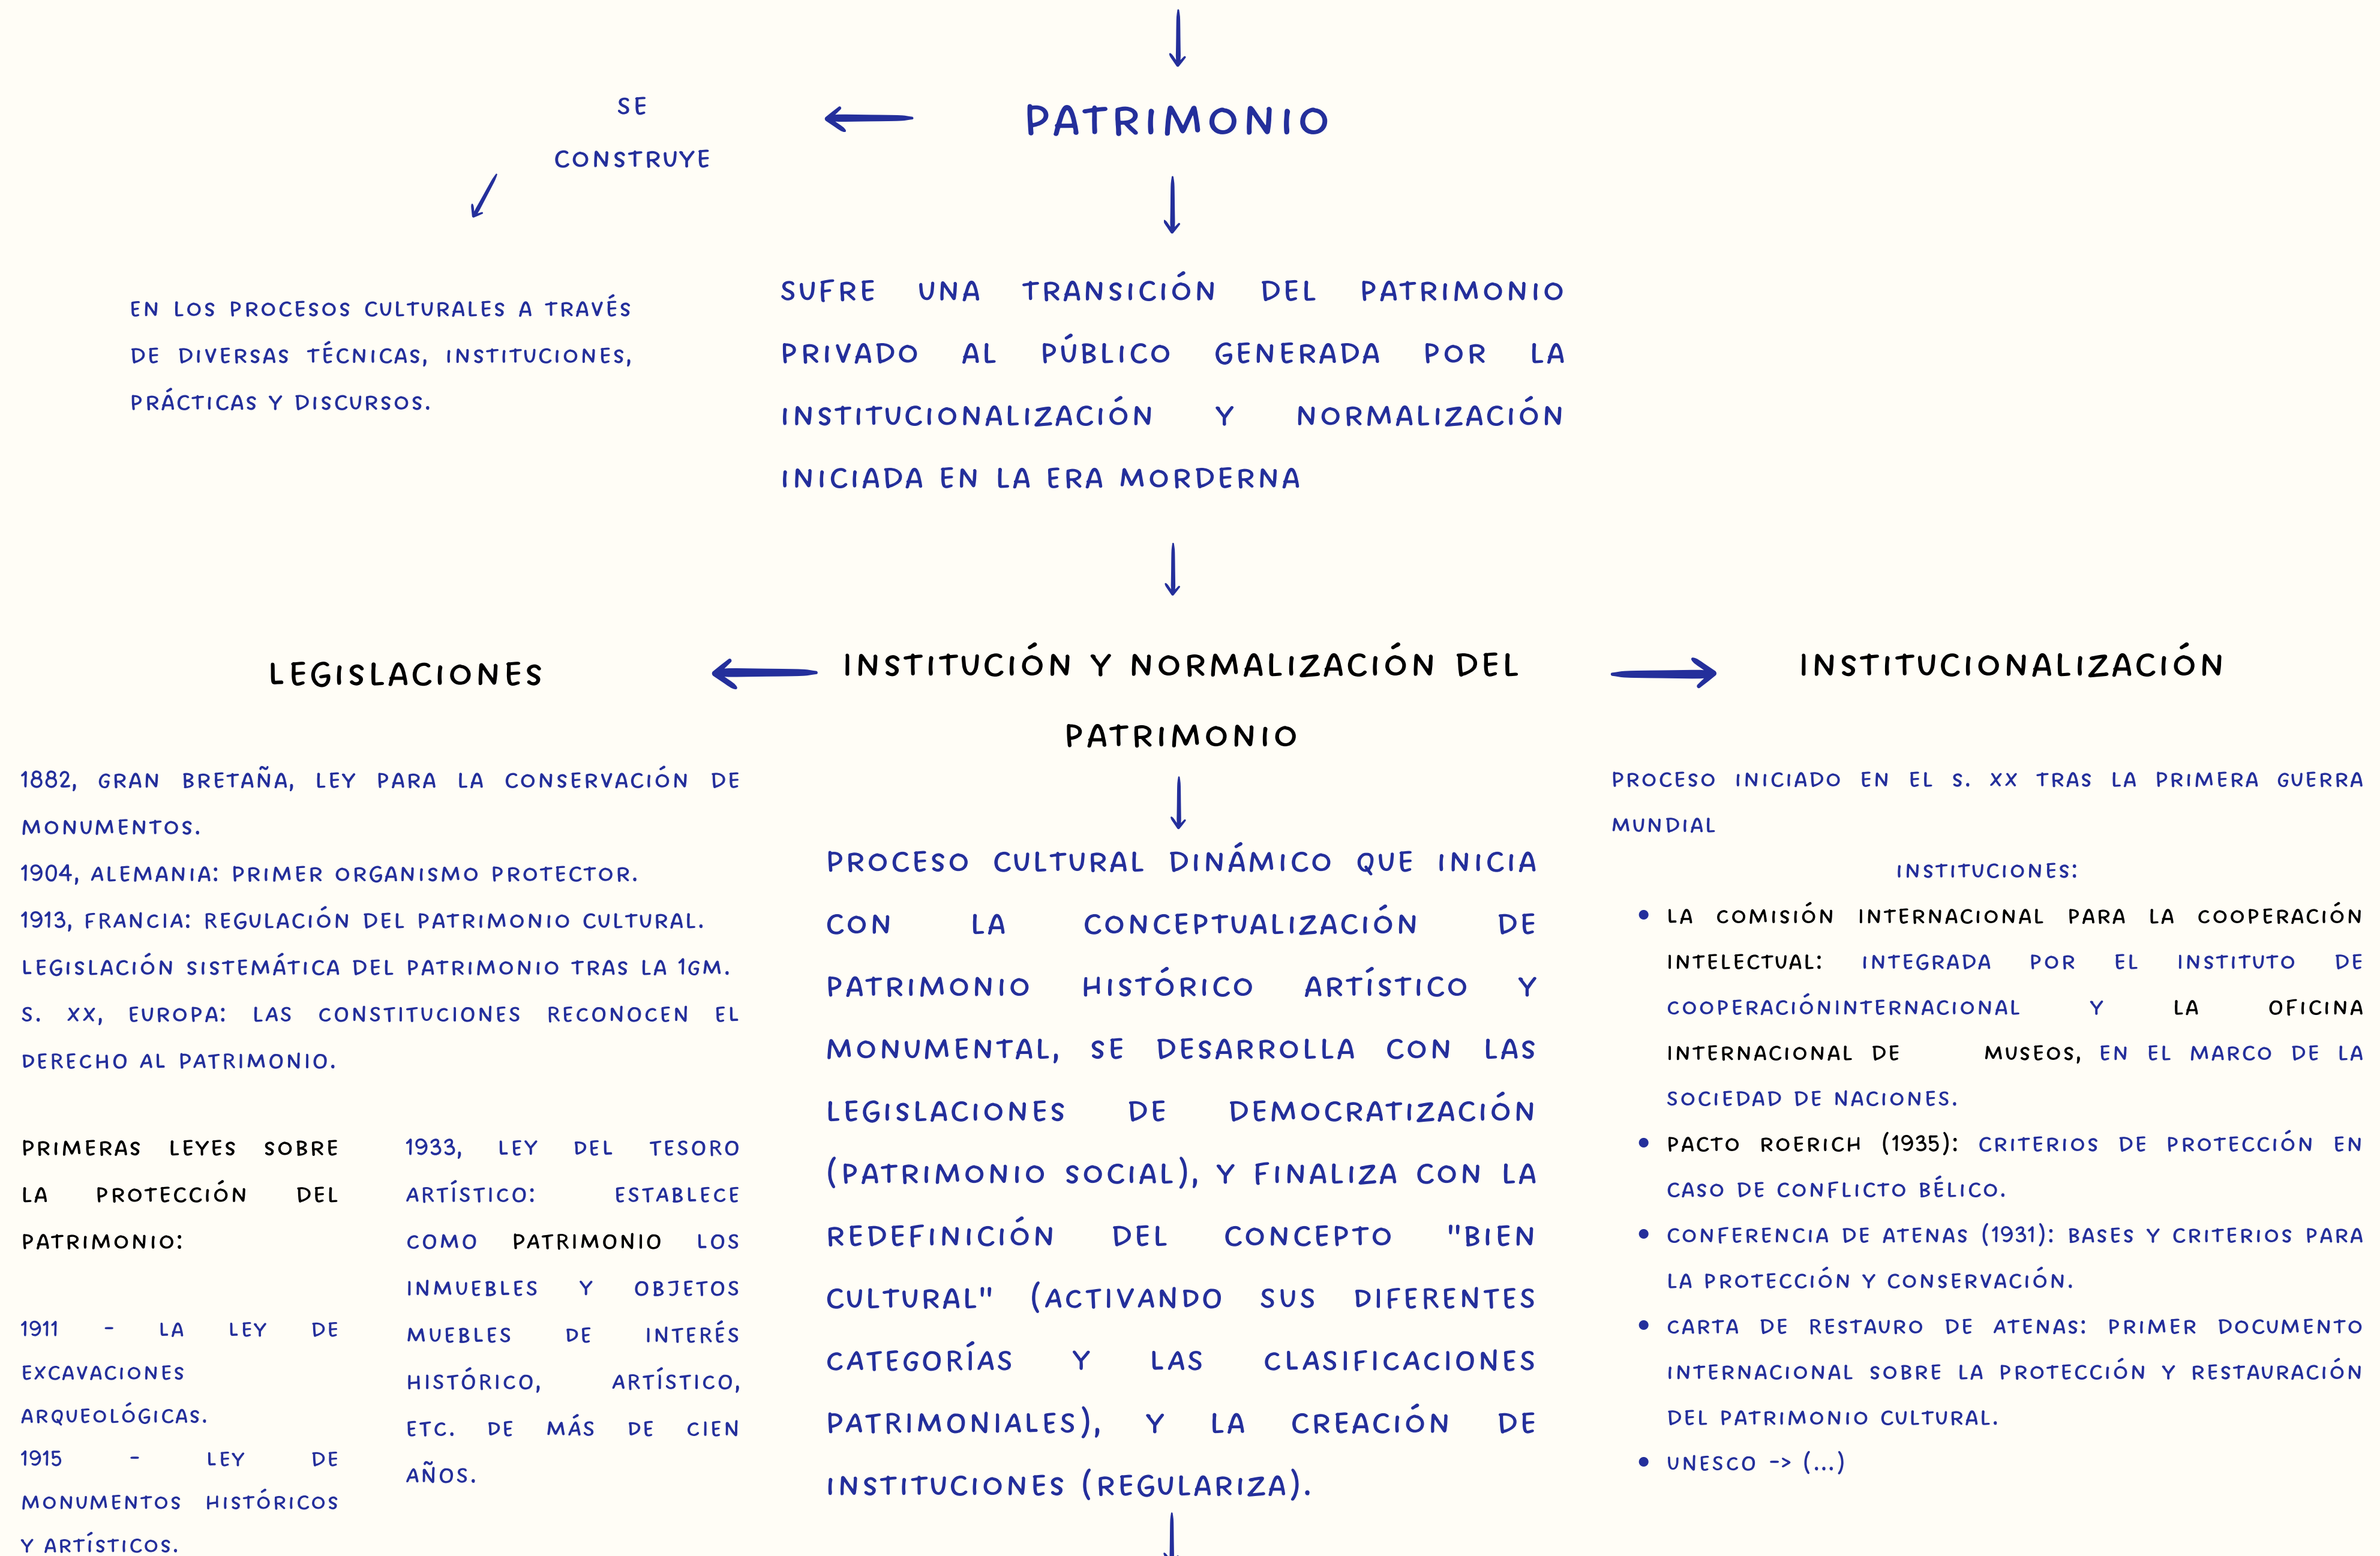 PATRIMONIO
SE
CONSTRUYE
EN LOS PROCESOS CULTURALES A TRAVÉS
DE DIVERSAS TÉCNICAS, INSTITUCIONES,
PRÁCTICAS Y DISCURSOS.
SUFRE UNA TRANSICIÓN DEL PATRIMONIO
PRIVADO AL PÚBLICO GENERADA POR LA
INSTITUCIONALIZACIÓN Y NORMALIZACIÓN
INICIADA EN LA ERA MORDERNA
LEGISLACIONES
1882, GRAN BRETAÑA, LEY PARA LA CONSERVACIÓN DE
MONUMENTOS.
1904, ALEMANIA: PRIMER ORGANISMO PROTECTOR.
1913, FRANCIA: REGULACIÓN DEL PATRIMONIO CULTURAL.
LEGISLACIÓN SISTEMÁTICA DEL PATRIMONIO TRAS LA 1GM.
S. XX, EUROPA: LAS CONSTITUCIONES RECONOCEN EL
DERECHO AL PATRIMONIO.
PRIMERAS LEYES SOBRE
LA PROTECCIÓN DEL
PATRIMONIO:
1911 - LA LEY DE
EXCAVACIONES
ARQUEOLÓGICAS.
1915 - LEY DE
MONUMENTOS HISTÓRICOS
Y ARTÍSTICOS.
1933, LEY DEL TESORO
ARTÍSTICO: ESTABLECE
COMO PATRIMONIO LOS
INMUEBLES Y OBJETOS
MUEBLES DE INTERÉS
HISTÓRICO, ARTÍSTICO,
ETC. DE MÁS DE CIEN
AÑOS.
INSTITUCIÓN Y NORMALIZACIÓN DEL
PATRIMONIO
PROCESO CULTURAL DINÁMICO QUE INICIA
CON LA CONCEPTUALIZACIÓN DE
PATRIMONIO HISTÓRICO ARTÍSTICO Y
MONUMENTAL, SE DESARROLLA CON LAS
LEGISLACIONES DE DEMOCRATIZACIÓN
(PATRIMONIO SOCIAL), Y FINALIZA CON LA
REDEFINICIÓN DEL CONCEPTO "BIEN
CULTURAL" (ACTIVANDO SUS DIFERENTES
CATEGORÍAS Y LAS CLASIFICACIONES
PATRIMONIALES), Y LA CREACIÓN DE
INSTITUCIONES (REGULARIZA).
INSTITUCIONALIZACIÓN
PROCESO INICIADO EN EL S. XX TRAS LA PRIMERA GUERRA
MUNDIAL
INSTITUCIONES:
• LA COMISIÓN INTERNACIONAL PARA LA COOPERACIÓN
INTELECTUAL: INTEGRADA POR EL INSTITUTO DE
COOPERACIÓNINTERNACIONAL Y LA OFICINA
INTERNACIONAL DE MUSEOS, EN EL MARCO DE LA
SOCIEDAD DE NACIONES.
• PACTO ROERICH (1935): CRITERIOS DE PROTECCIÓN EN
CASO DE CONFLICTO BÉLICO.
• CONFERENCIA DE ATENAS (1931): BASES Y CRITERIOS PARA
LA PROTECCIÓN Y CONSERVACIÓN.
• CARTA DE RESTAURO DE ATENAS: PRIMER DOCUMENTO
INTERNACIONAL SOBRE LA PROTECCIÓN Y RESTAURACIÓN
DEL PATRIMONIO CULTURAL.
• UNESCO -> (...)